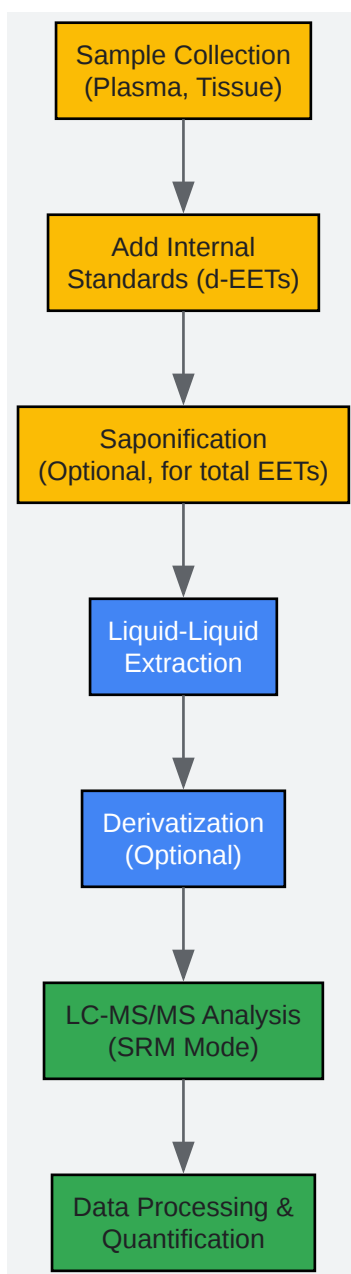 Sample Collection
(Plasma, Tissue)
Add Internal
Standards (d-EETs)
Saponification
(Optional, for total EETs)
Liquid-Liquid
Extraction
Derivatization
(Optional)
LC-MS/MS Analysis
(SRM Mode)
Data Processing &
Quantification